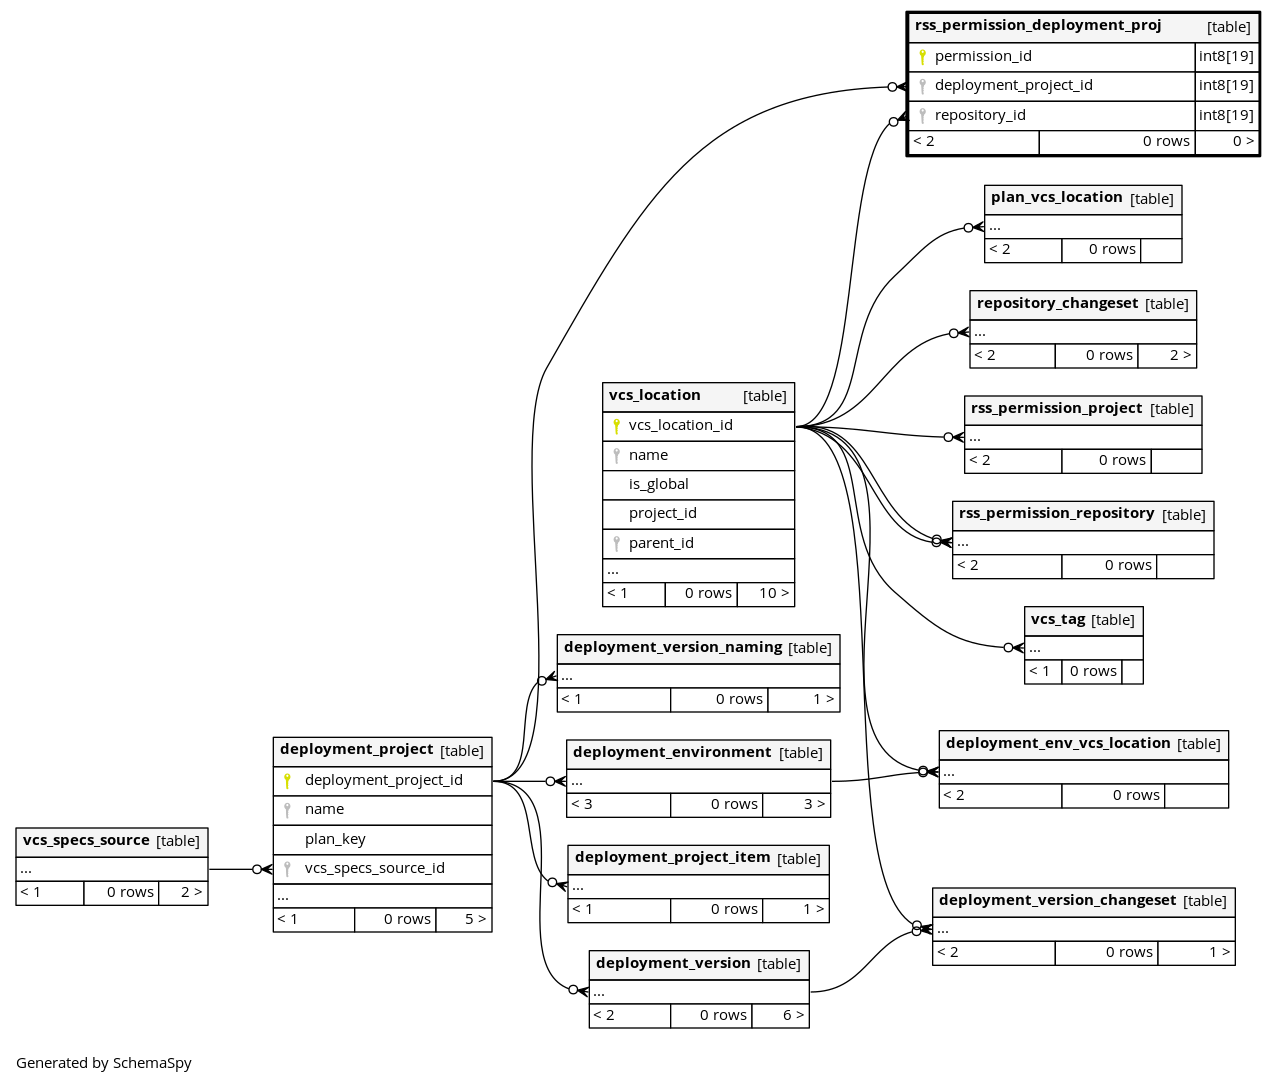 rss_permission_deployment_proj [table]
permission_id int8[19]
deployment_project_id int8[19]
repository_id int8[19]
< 2 0 rows 0 >
plan_vcs_location [table]
...
< 2 0 rows
repository_changeset [table]
...
< 2 0 rows 2 >
vcs_location [table]
vcs_location_id
name
is_global
project_id
parent_id
...
< 1 0 rows 10 >
rss_permission_project [table]
...
< 2 0 rows
rss_permission_repository [table]
...
< 2 0 rows
vcs_tag [table]
...
< 1 0 rows
deployment_version_naming [table]
...
< 1 0 rows 1 >
deployment_project [table]
deployment_project_id
name
plan_key
vcs_specs_source_id
...
< 1 0 rows 5 >
deployment_environment [table]
...
< 3 0 rows 3 >
deployment_env_vcs_location [table]
...
< 2 0 rows
vcs_specs_source [table]
...
< 1 0 rows 2 >
deployment_project_item [table]
...
< 1 0 rows 1 >
deployment_version_changeset [table]
...
< 2 0 rows 1 >
deployment_version [table]
...
< 2 0 rows 6 >
Generated by SchemaSpy